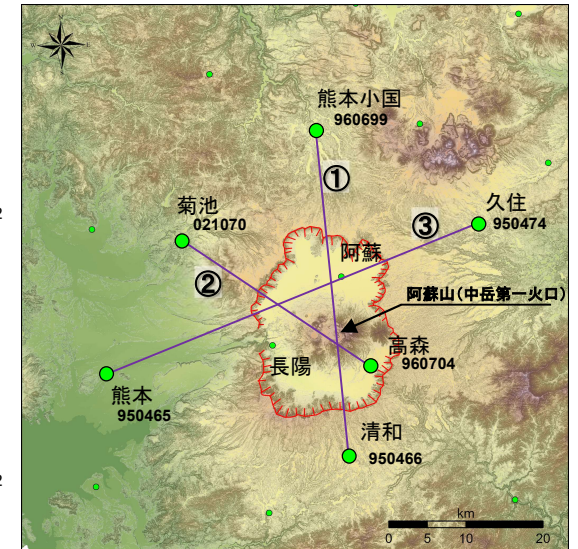 N
W
E
S
熊本小国
960699
①
菊池
021070
久住
950474
③
2
阿蘇
②
阿蘇山（中岳第一火口）
高森
960704
長陽
熊本
950465
清和
950466
2
km
0 5 10 20